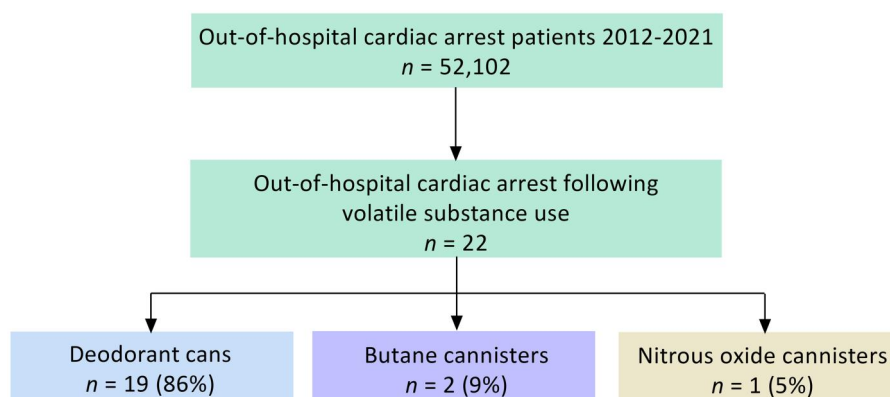 Out-of-hospital cardiac arrest patients 2012-2021
n = 52,102
Out-of-hospital cardiac arrest following
volatile substance use
n = 22
Deodorant cans
n = 19 (86%)
Butane cannisters
n = 2 (9%)
Nitrous oxide cannisters
n = 1 (5%)